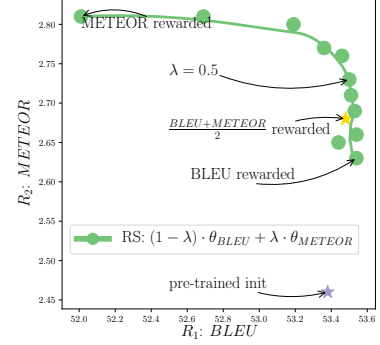 2.80
2.75
2.70
2.65
2.60
2.55
2.50
2.45
R₂: METEOR
METEOR rewarded
λ = 0.5
BLEU+METEOR
2
rewarded
BLEU rewarded
RS: (1 − λ) · θ_BLEU + λ · θ_METEOR
pre-trained init
52.0 52.2 52.4 52.6 52.8 53.0 53.2 53.4 53.6
R₁: BLEU